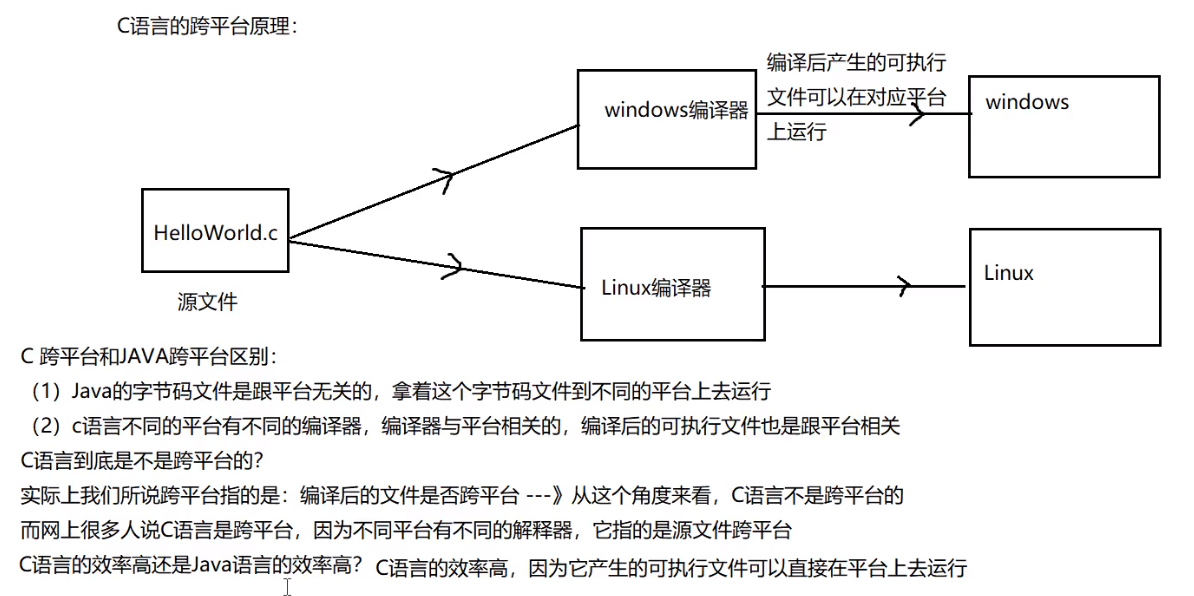 C语言的跨平台原理：
编译后产生的可执行
文件可以在对应平台
上运行
windows编译器
windows
HelloWorld.c
源文件
Linux编译器
Linux
C 跨平台和JAVA跨平台区别：
（1）Java的字节码文件是跟平台无关的，拿着这个字节码文件到不同的平台上去运行
（2）c语言不同的平台有不同的编译器，编译器与平台相关的，编译后的可执行文件也是跟平台相关
C语言到底是不是跨平台的？
实际上我们所说跨平台指的是：编译后的文件是否跨平台 ---》从这个角度来看，C语言不是跨平台的
而网上很多人说C语言是跨平台，因为不同平台有不同的解释器，它指的是源文件跨平台
C语言的效率高还是Java语言的效率高？ C语言的效率高，因为它产生的可执行文件可以直接在平台上去运行